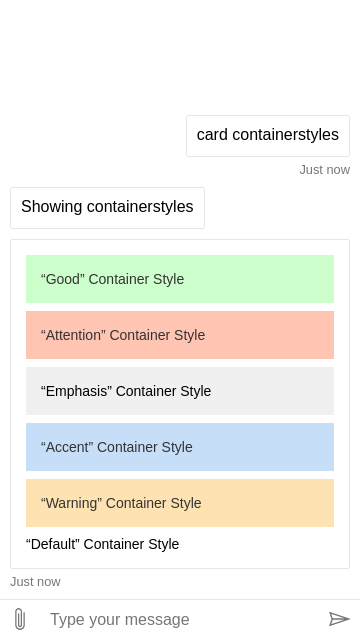 card containerstyles
Just now
Showing containerstyles
“Good” Container Style
“Attention” Container Style
“Emphasis” Container Style
“Accent” Container Style
“Warning” Container Style
“Default” Container Style
Just now
Type your message